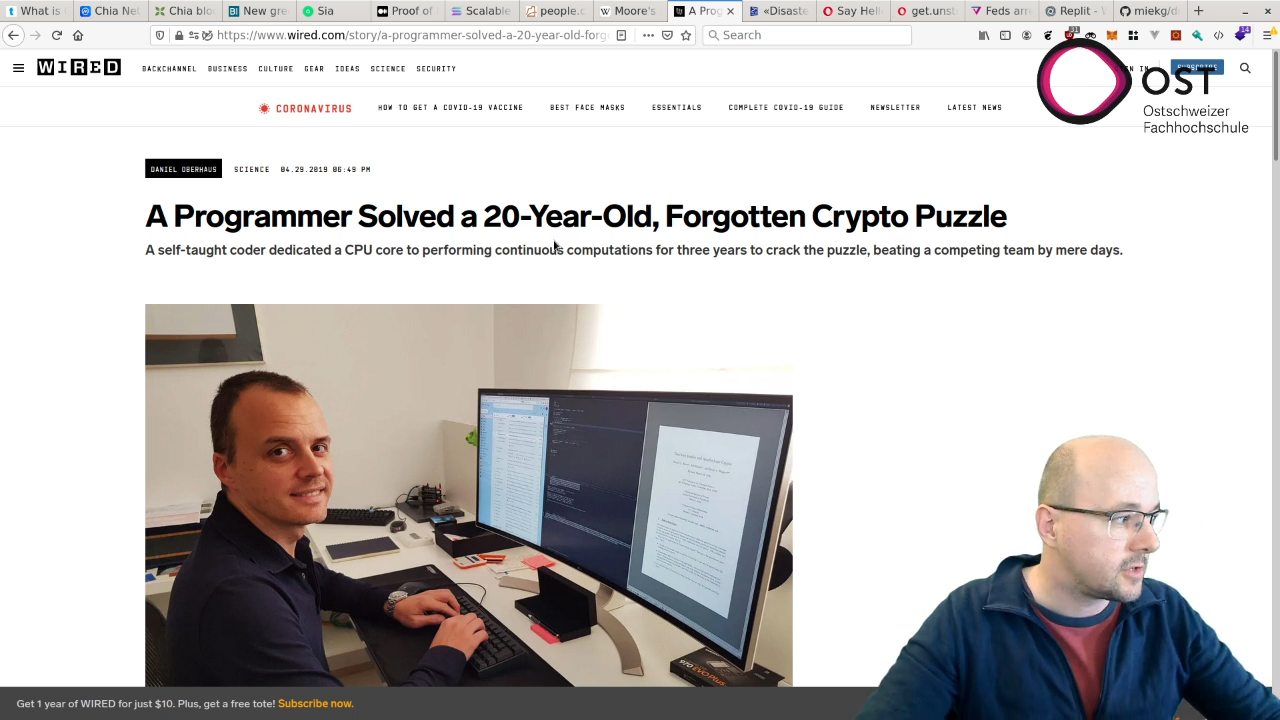 What is
Chia Net
Chia blo
New gre
Sia
Proof of
Scalable
people.c
Moore's
A Prog
«Disaste
Say Hell
get.unst
Feds arr
Replit -
miekg/d
https://www.wired.com/story/a-programmer-solved-a-20-year-old-forg
Search
WIRED
BACKCHANNEL BUSINESS CULTURE GEAR IDEAS SCIENCE SECURITY
SUBSCRIBE
OST
Ostschweizer
Fachhochschule
CORONAVIRUS
HOW TO GET A COVID-19 VACCINE
BEST FACE MASKS
ESSENTIALS
COMPLETE COVID-19 GUIDE
NEWSLETTER
LATEST NEWS
DANIEL OBERHAUS SCIENCE 04.29.2019 06:49 PM
A Programmer Solved a 20-Year-Old, Forgotten Crypto Puzzle
A self-taught coder dedicated a CPU core to performing continuous computations for three years to crack the puzzle, beating a competing team by mere days.
970 EVO Plus
Get 1 year of WIRED for just $10. Plus, get a free tote! Subscribe now.